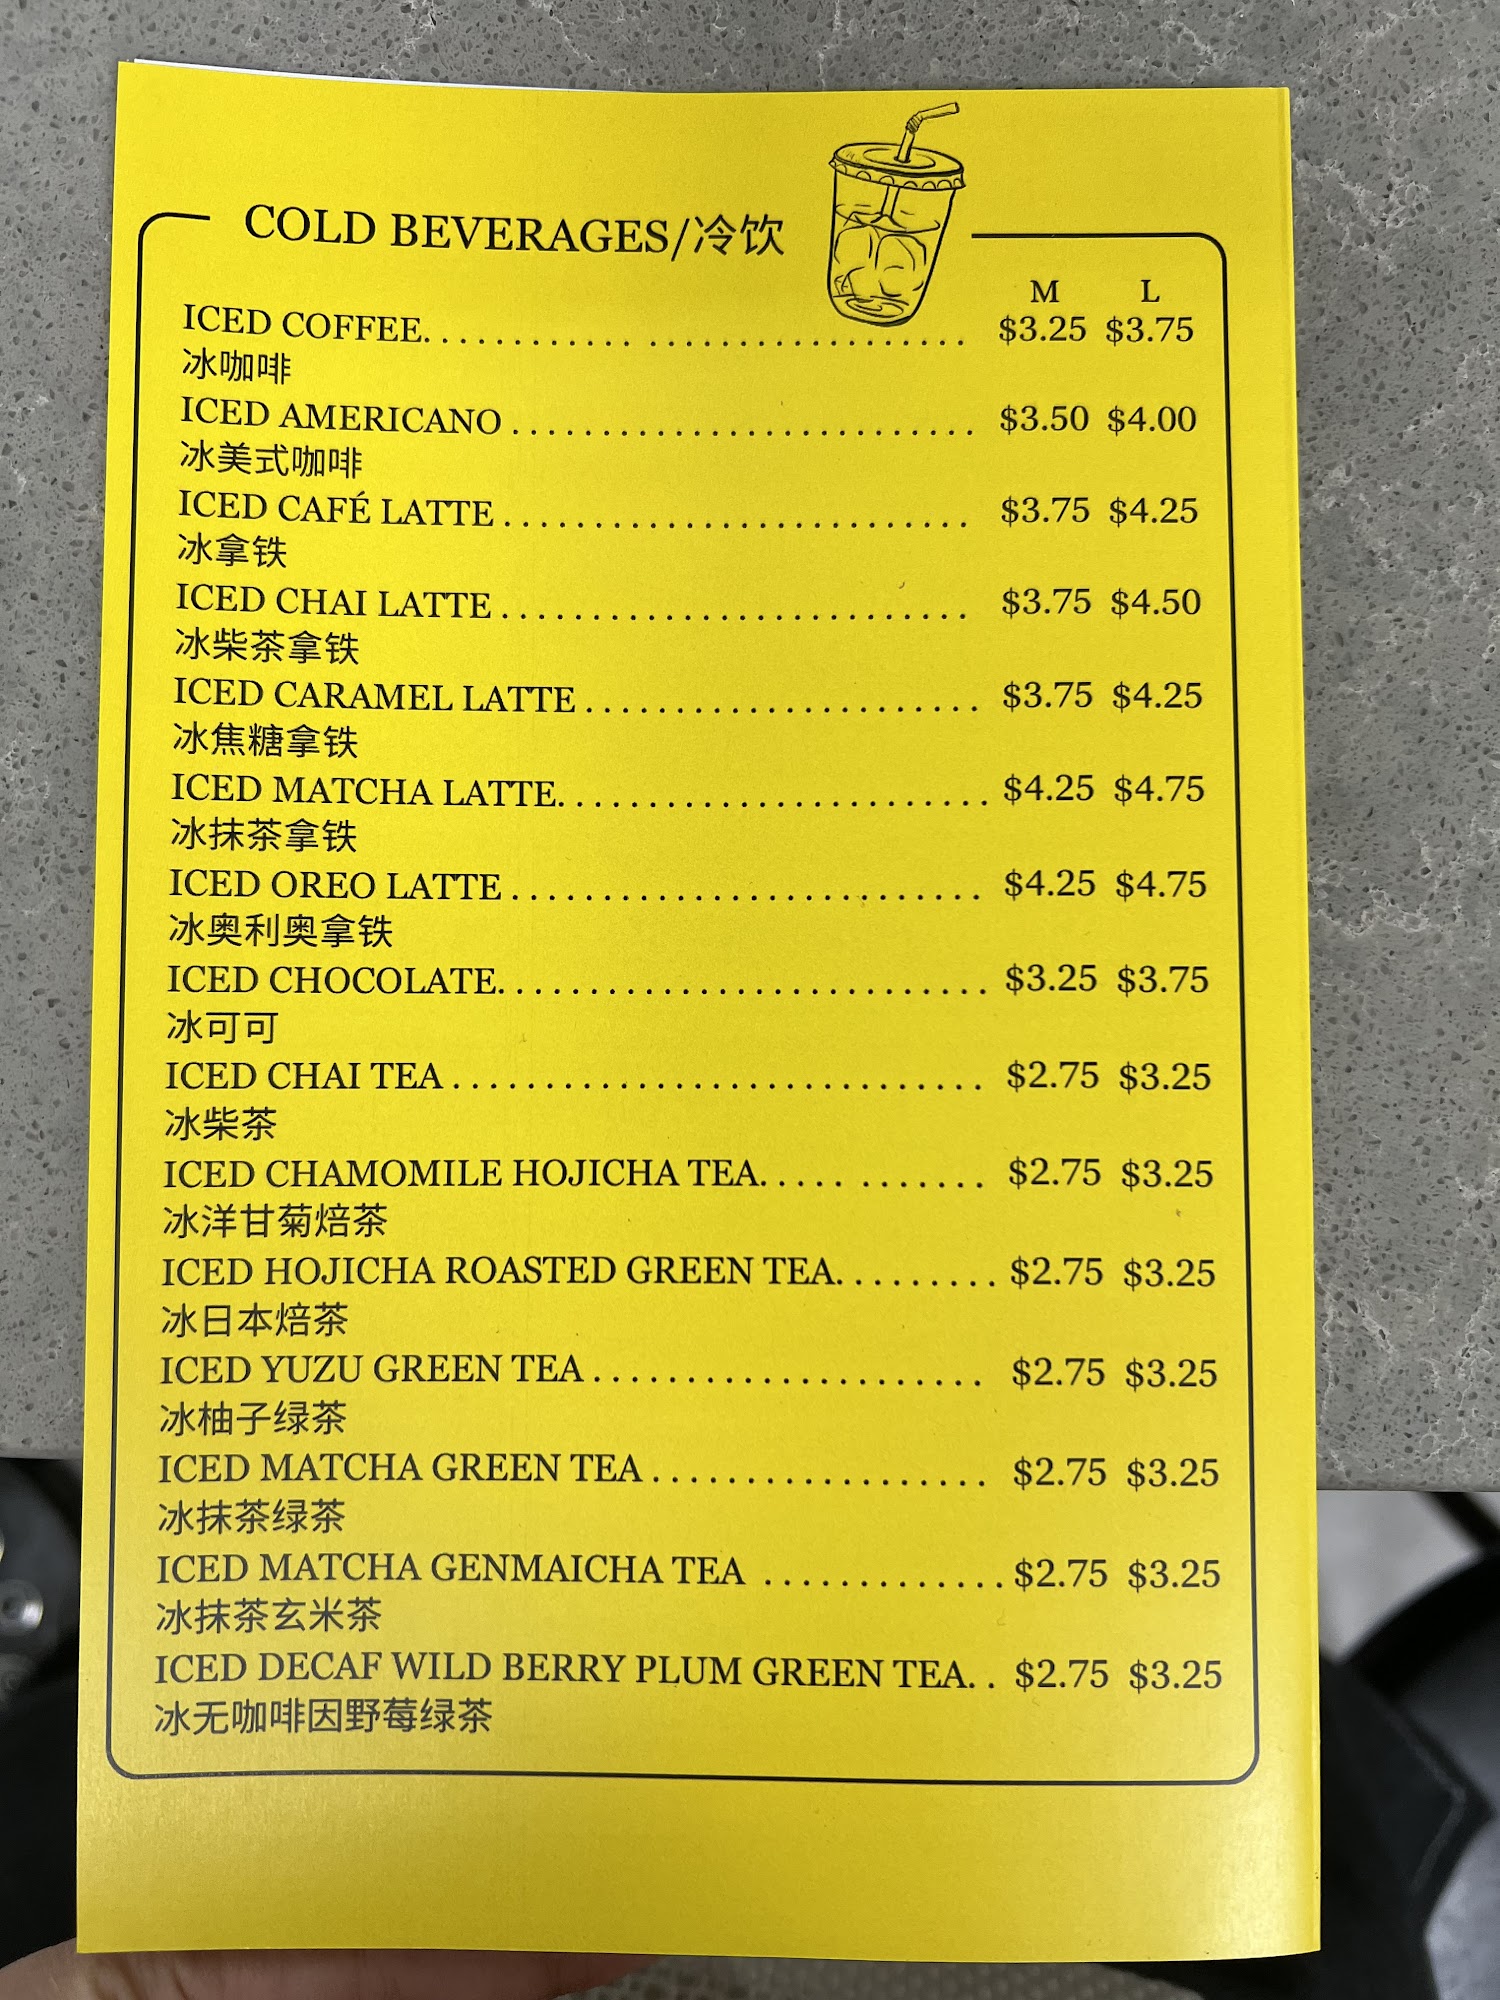 COLD BEVERAGES/冷饮
M L
ICED COFFEE. . . . . . . . . . . . . . . . . . . . . . . . . . . . $3.25 $3.75
冰咖啡
ICED AMERICANO . . . . . . . . . . . . . . . . . . . . . . . . . . $3.50 $4.00
冰美式咖啡
ICED CAFÉ LATTE . . . . . . . . . . . . . . . . . . . . . . . . . . $3.75 $4.25
冰拿铁
ICED CHAI LATTE . . . . . . . . . . . . . . . . . . . . . . . . . . $3.75 $4.50
冰柴茶拿铁
ICED CARAMEL LATTE . . . . . . . . . . . . . . . . . . . . . . $3.75 $4.25
冰焦糖拿铁
ICED MATCHA LATTE. . . . . . . . . . . . . . . . . . . . . . . . $4.25 $4.75
冰抹茶拿铁
ICED OREO LATTE . . . . . . . . . . . . . . . . . . . . . . . . . . $4.25 $4.75
冰奥利奥拿铁
ICED CHOCOLATE. . . . . . . . . . . . . . . . . . . . . . . . . . . $3.25 $3.75
冰可可
ICED CHAI TEA . . . . . . . . . . . . . . . . . . . . . . . . . . . . . $2.75 $3.25
冰柴茶
ICED CHAMOMILE HOJICHA TEA. . . . . . . . . . . . $2.75 $3.25
冰洋甘菊焙茶
ICED HOJICHA ROASTED GREEN TEA. . . . . . . . . $2.75 $3.25
冰日本焙茶
ICED YUZU GREEN TEA . . . . . . . . . . . . . . . . . . . . . $2.75 $3.25
冰柚子绿茶
ICED MATCHA GREEN TEA . . . . . . . . . . . . . . . . . . $2.75 $3.25
冰抹茶绿茶
ICED MATCHA GENMAICHA TEA . . . . . . . . . . . . . $2.75 $3.25
冰抹茶玄米茶
ICED DECAF WILD BERRY PLUM GREEN TEA. . $2.75 $3.25
冰无咖啡因野莓绿茶